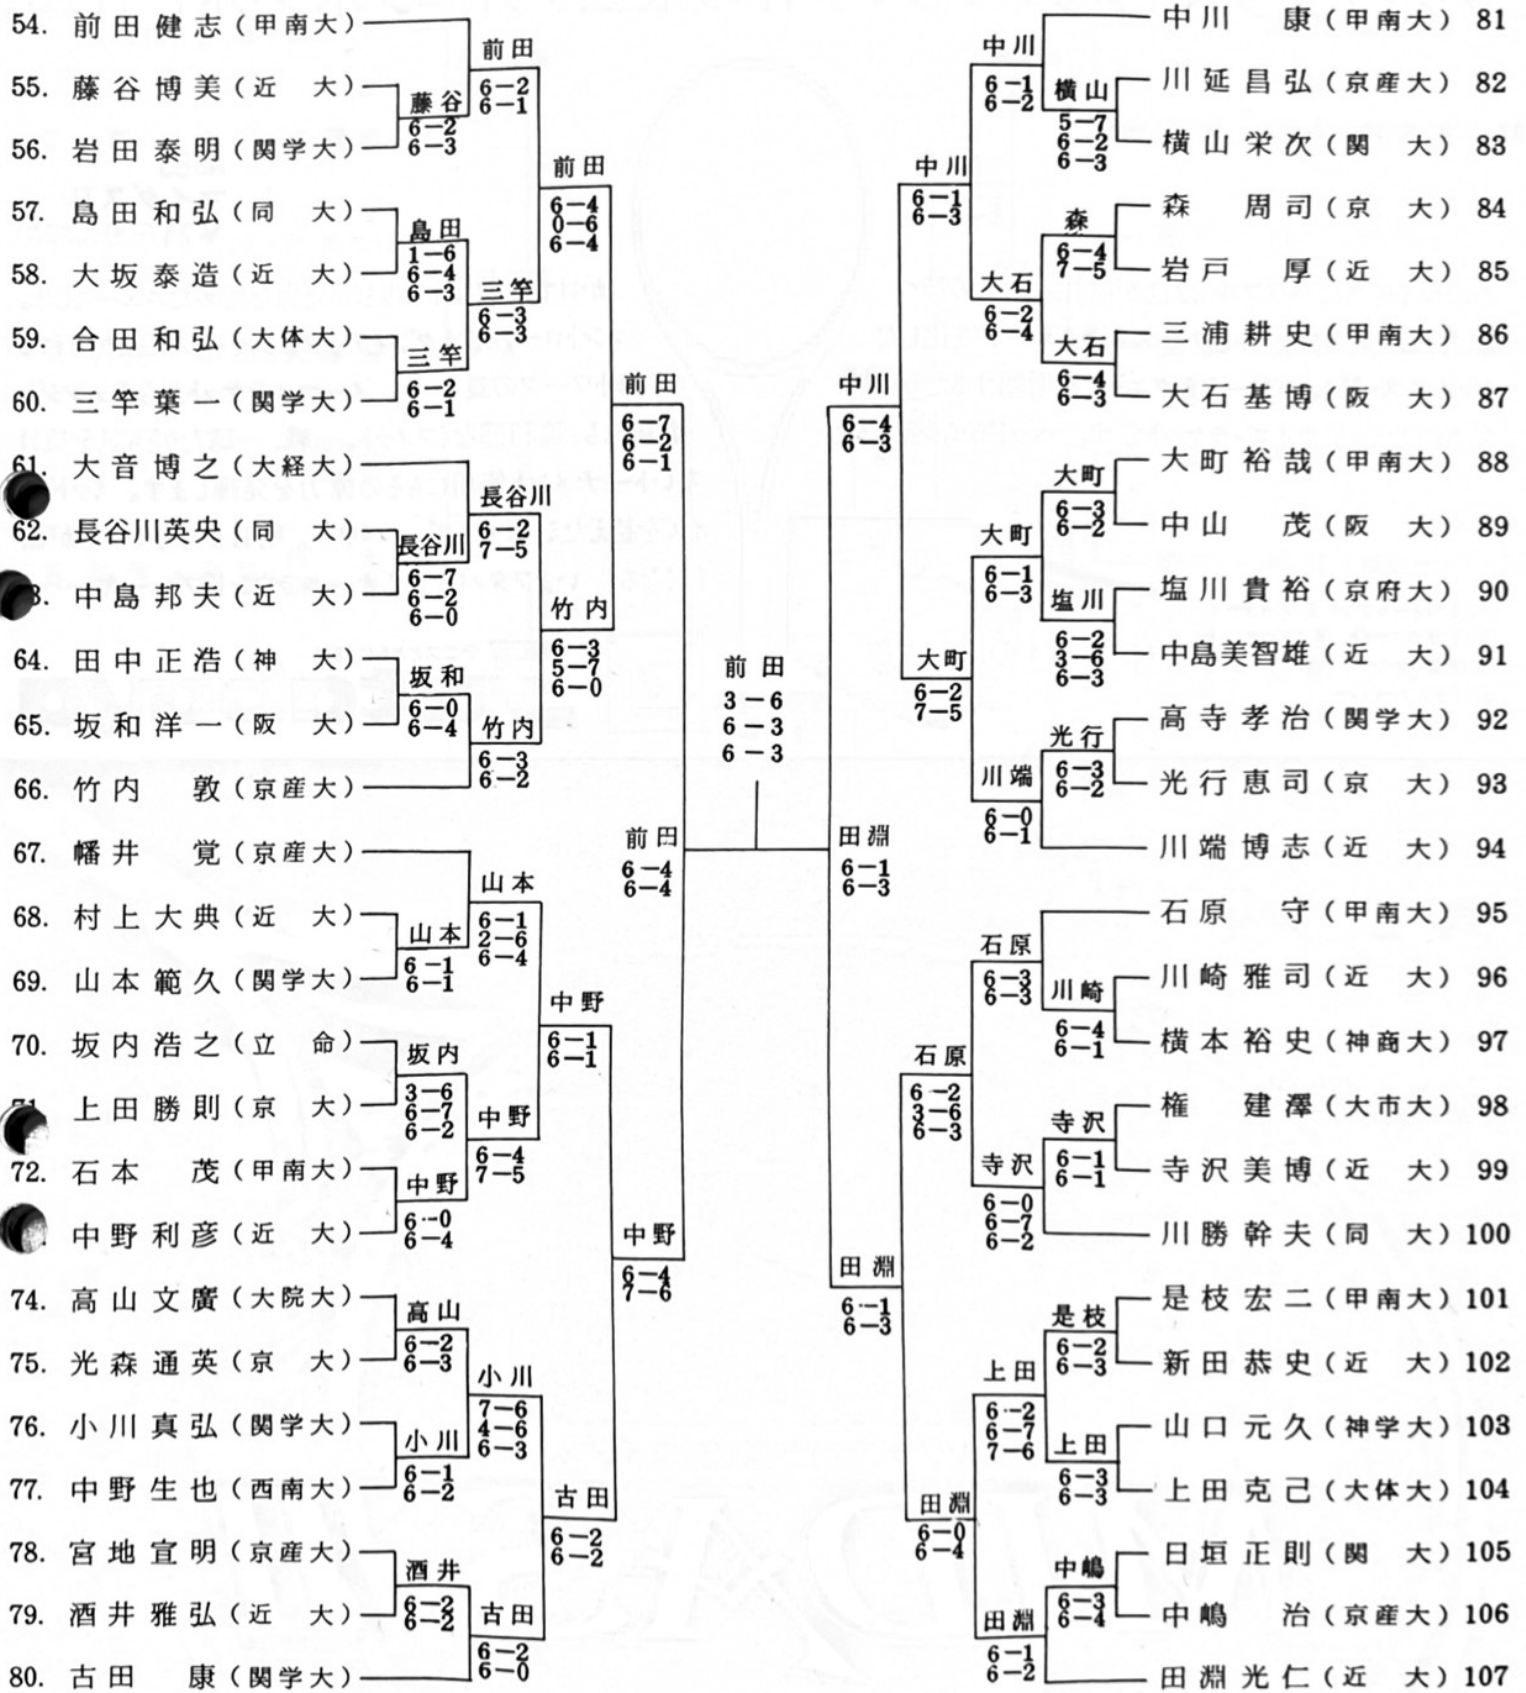 54. 前田健志(甲南大)
55. 藤谷博美(近 大)
56. 岩田泰明(関学大)
57. 島田和弘(同 大)
58. 大坂泰造(近 大)
59. 合田和弘(大体大)
60. 三竿葉一(関学大)
61. 大音博之(大経大)
62. 長谷川英央(同 大)
3. 中島邦夫(近 大)
64. 田中正浩(神 大)
65. 坂和洋一(阪 大)
66. 竹内 敦(京産大)
67. 幡井 覚(京産大)
68. 村上大典(近 大)
69. 山本範久(関学大)
70. 坂内浩之(立 命)
71 上田勝則(京 大)
72. 石本 茂(甲南大)
中野利彦(近 大)
74. 高山文廣(大院大)
75. 光森通英(京 大)
76. 小川真弘(関学大)
77. 中野生也(西南大)
78. 宮地宣明(京産大)
79. 酒井雅弘(近 大)
80. 古田 康(関学大)
藤谷
6-2
6-3
島田
1-6
6-4
6-3
三竿
6-2
6-1
長谷川
6-7
6-2
6-0
坂和
6-0
6-4
山本
6-1
6-1
坂内
3-6
6-7
6-2
中野
6-0
6-4
高山
6-2
6-3
小川
6-1
6-2
酒井
6-2
6-2
前田
6-2
6-1
三竿
6-3
6-3
長谷川
6-2
7-5
竹内
6-3
6-2
山本
6-1
2-6
6-4
中野
6-4
7-5
小川
7-6
4-6
6-3
古田
6-2
6-0
前田
6-4
0-6
6-4
竹内
6-3
5-7
6-0
中野
6-1
6-1
古田
6-2
6-2
前田
6-7
6-2
6-1
中野
6-4
7-6
前田
6-4
6-4
前田
3-6
6-3
6-3
田淵
6-1
6-3
中川
6-4
6-3
田淵
6-1
6-3
中川
6-1
6-3
大町
6-2
7-5
石原
6-2
3-6
6-3
田淵
6-0
6-4
中川
6-1
6-2
大石
6-2
6-4
大町
6-1
6-3
川端
6-0
6-1
石原
6-3
6-3
寺沢
6-0
6-7
6-2
上田
6-2
6-7
7-6
田淵
6-1
6-2
横山
5-7
6-2
6-3
森
6-4
7-5
大石
6-4
6-3
大町
6-3
6-2
塩川
6-2
3-6
6-3
光行
6-3
6-2
川崎
6-4
6-1
寺沢
6-1
6-1
是枝
6-2
6-3
上田
6-3
6-3
中嶋
6-3
6-4
中川 康(甲南大) 81
川延昌弘(京産大) 82
横山栄次(関 大) 83
森 周司(京 大) 84
岩戸 厚(近 大) 85
三浦耕史(甲南大) 86
大石基博(阪 大) 87
大町裕哉(甲南大) 88
中山 茂(阪 大) 89
塩川貴裕(京府大) 90
中島美智雄(近 大) 91
高寺孝治(関学大) 92
光行恵司(京 大) 93
川端博志(近 大) 94
石原 守(甲南大) 95
川崎雅司(近 大) 96
横本裕史(神商大) 97
権 建澤(大市大) 98
寺沢美博(近 大) 99
川勝幹夫(同 大) 100
是枝宏二(甲南大) 101
新田恭史(近 大) 102
山口元久(神学大) 103
上田克己(大体大) 104
日垣正則(関 大) 105
中嶋 治(京産大) 106
田淵光仁(近 大) 107